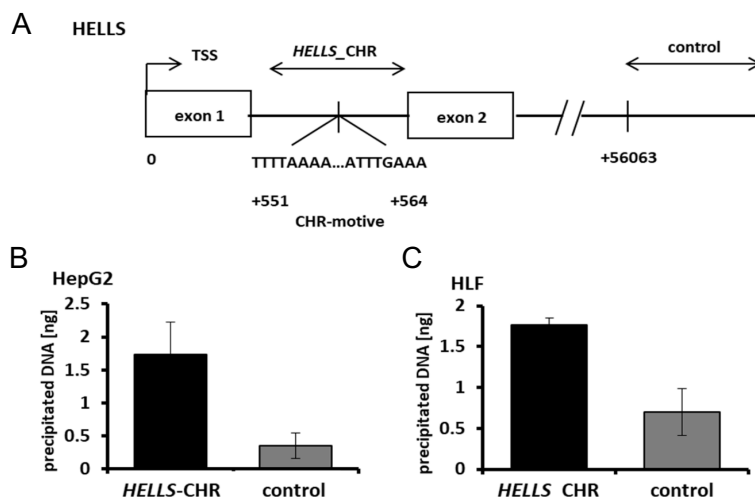 A
HELLS
TSS
HELLS_CHR
control
exon 1
exon 2
0
TTTTAAAA...ATTTGAAA
+56063
+551
+564
CHR-motive
B
HepG2
precipitated DNA [ng]
2.5
2
1.5
1
0.5
0
HELLS-CHR
control
C
HLF
precipitated DNA [ng]
2
1.5
1
0.5
0
HELLS CHR
control